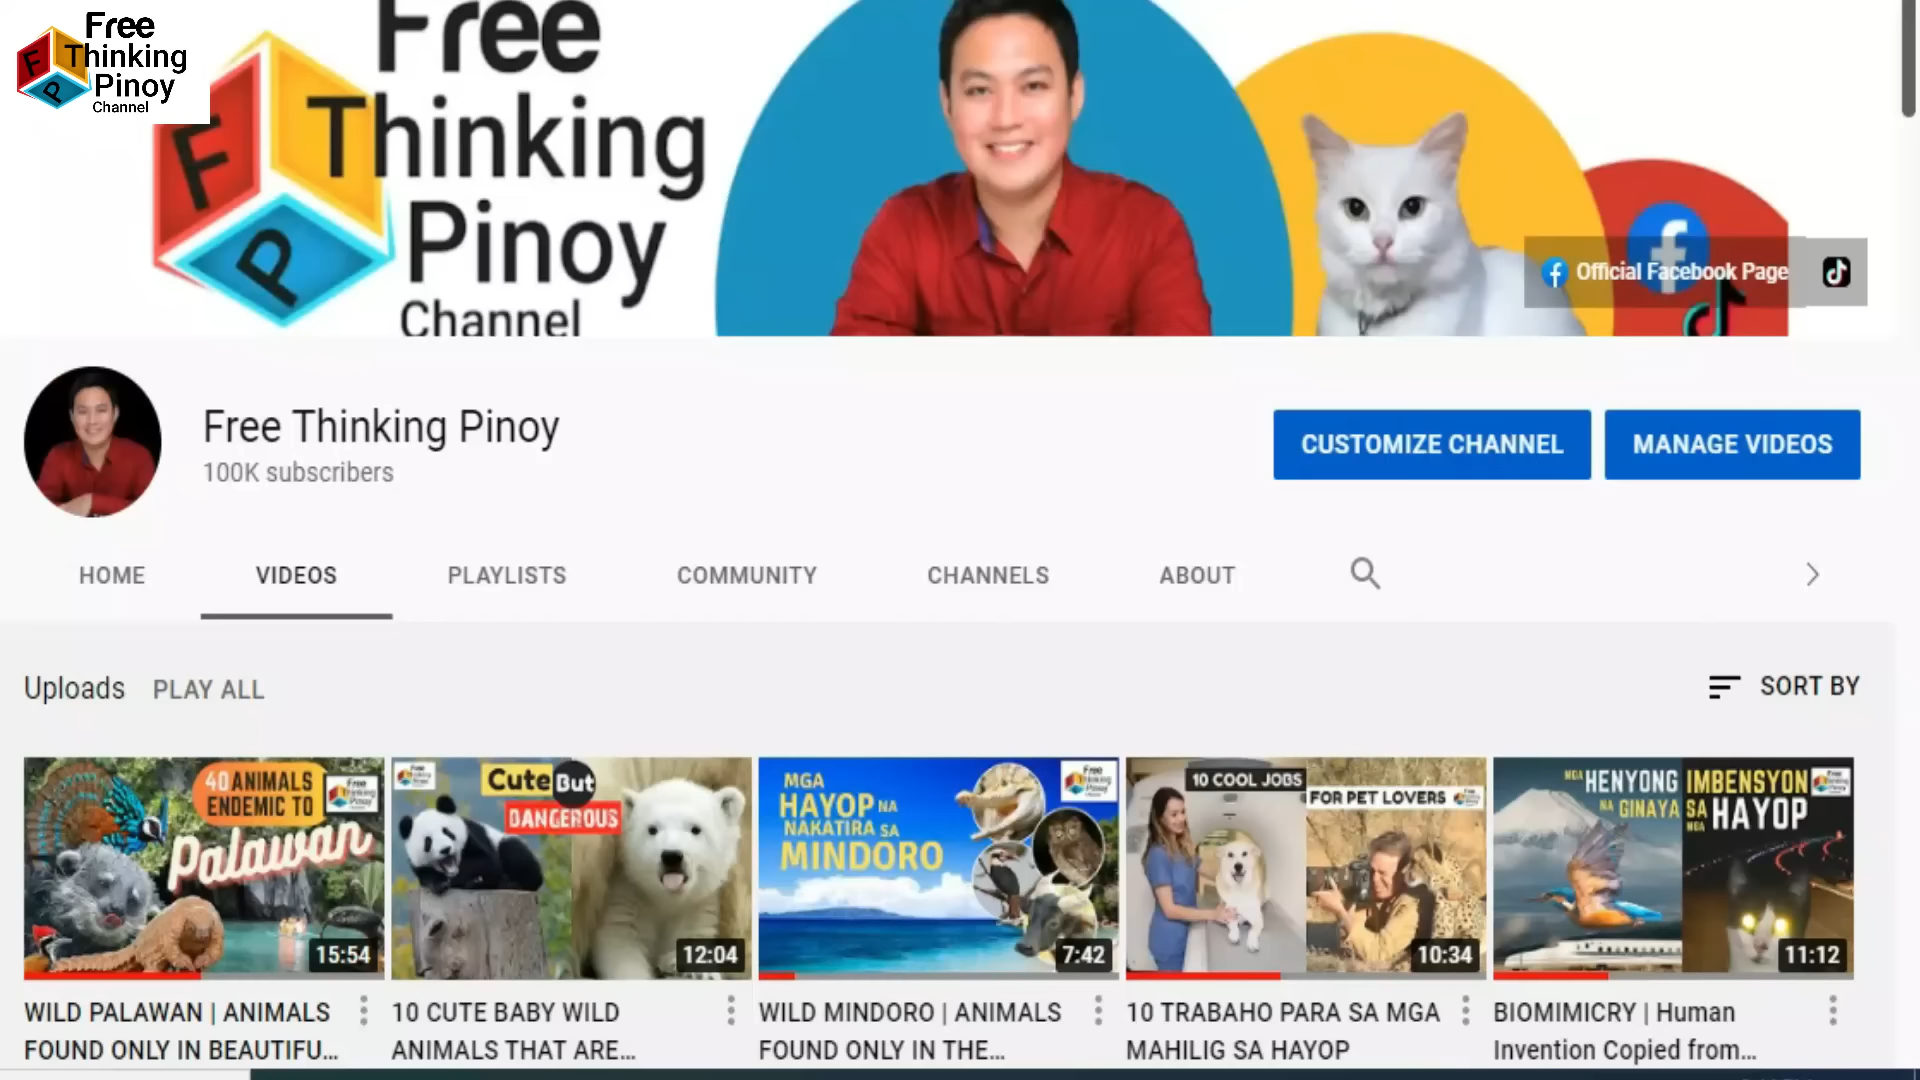 Free
Thinking
Pinoy
Channel
F
P
Free
Thinking
Pinoy
Channel
F
P
Official Facebook Page
Free Thinking Pinoy
100K subscribers
CUSTOMIZE CHANNEL
MANAGE VIDEOS
HOME
VIDEOS
PLAYLISTS
COMMUNITY
CHANNELS
ABOUT
Uploads
PLAY ALL
SORT BY
40 ANIMALS
ENDEMIC TO
Palawan
15:54
Cute But
DANGEROUS
12:04
MGA
HAYOP NA
NAKATIRA SA
MINDORO
7:42
10 COOL JOBS
FOR PET LOVERS
10:34
MGA HENYONG IMBENSYON
NA GINAYA SA
MGA HAYOP
11:12
WILD PALAWAN | ANIMALS
FOUND ONLY IN BEAUTIFU...
10 CUTE BABY WILD
ANIMALS THAT ARE...
WILD MINDORO | ANIMALS
FOUND ONLY IN THE...
10 TRABAHO PARA SA MGA
MAHILIG SA HAYOP
BIOMIMICRY | Human
Invention Copied from...